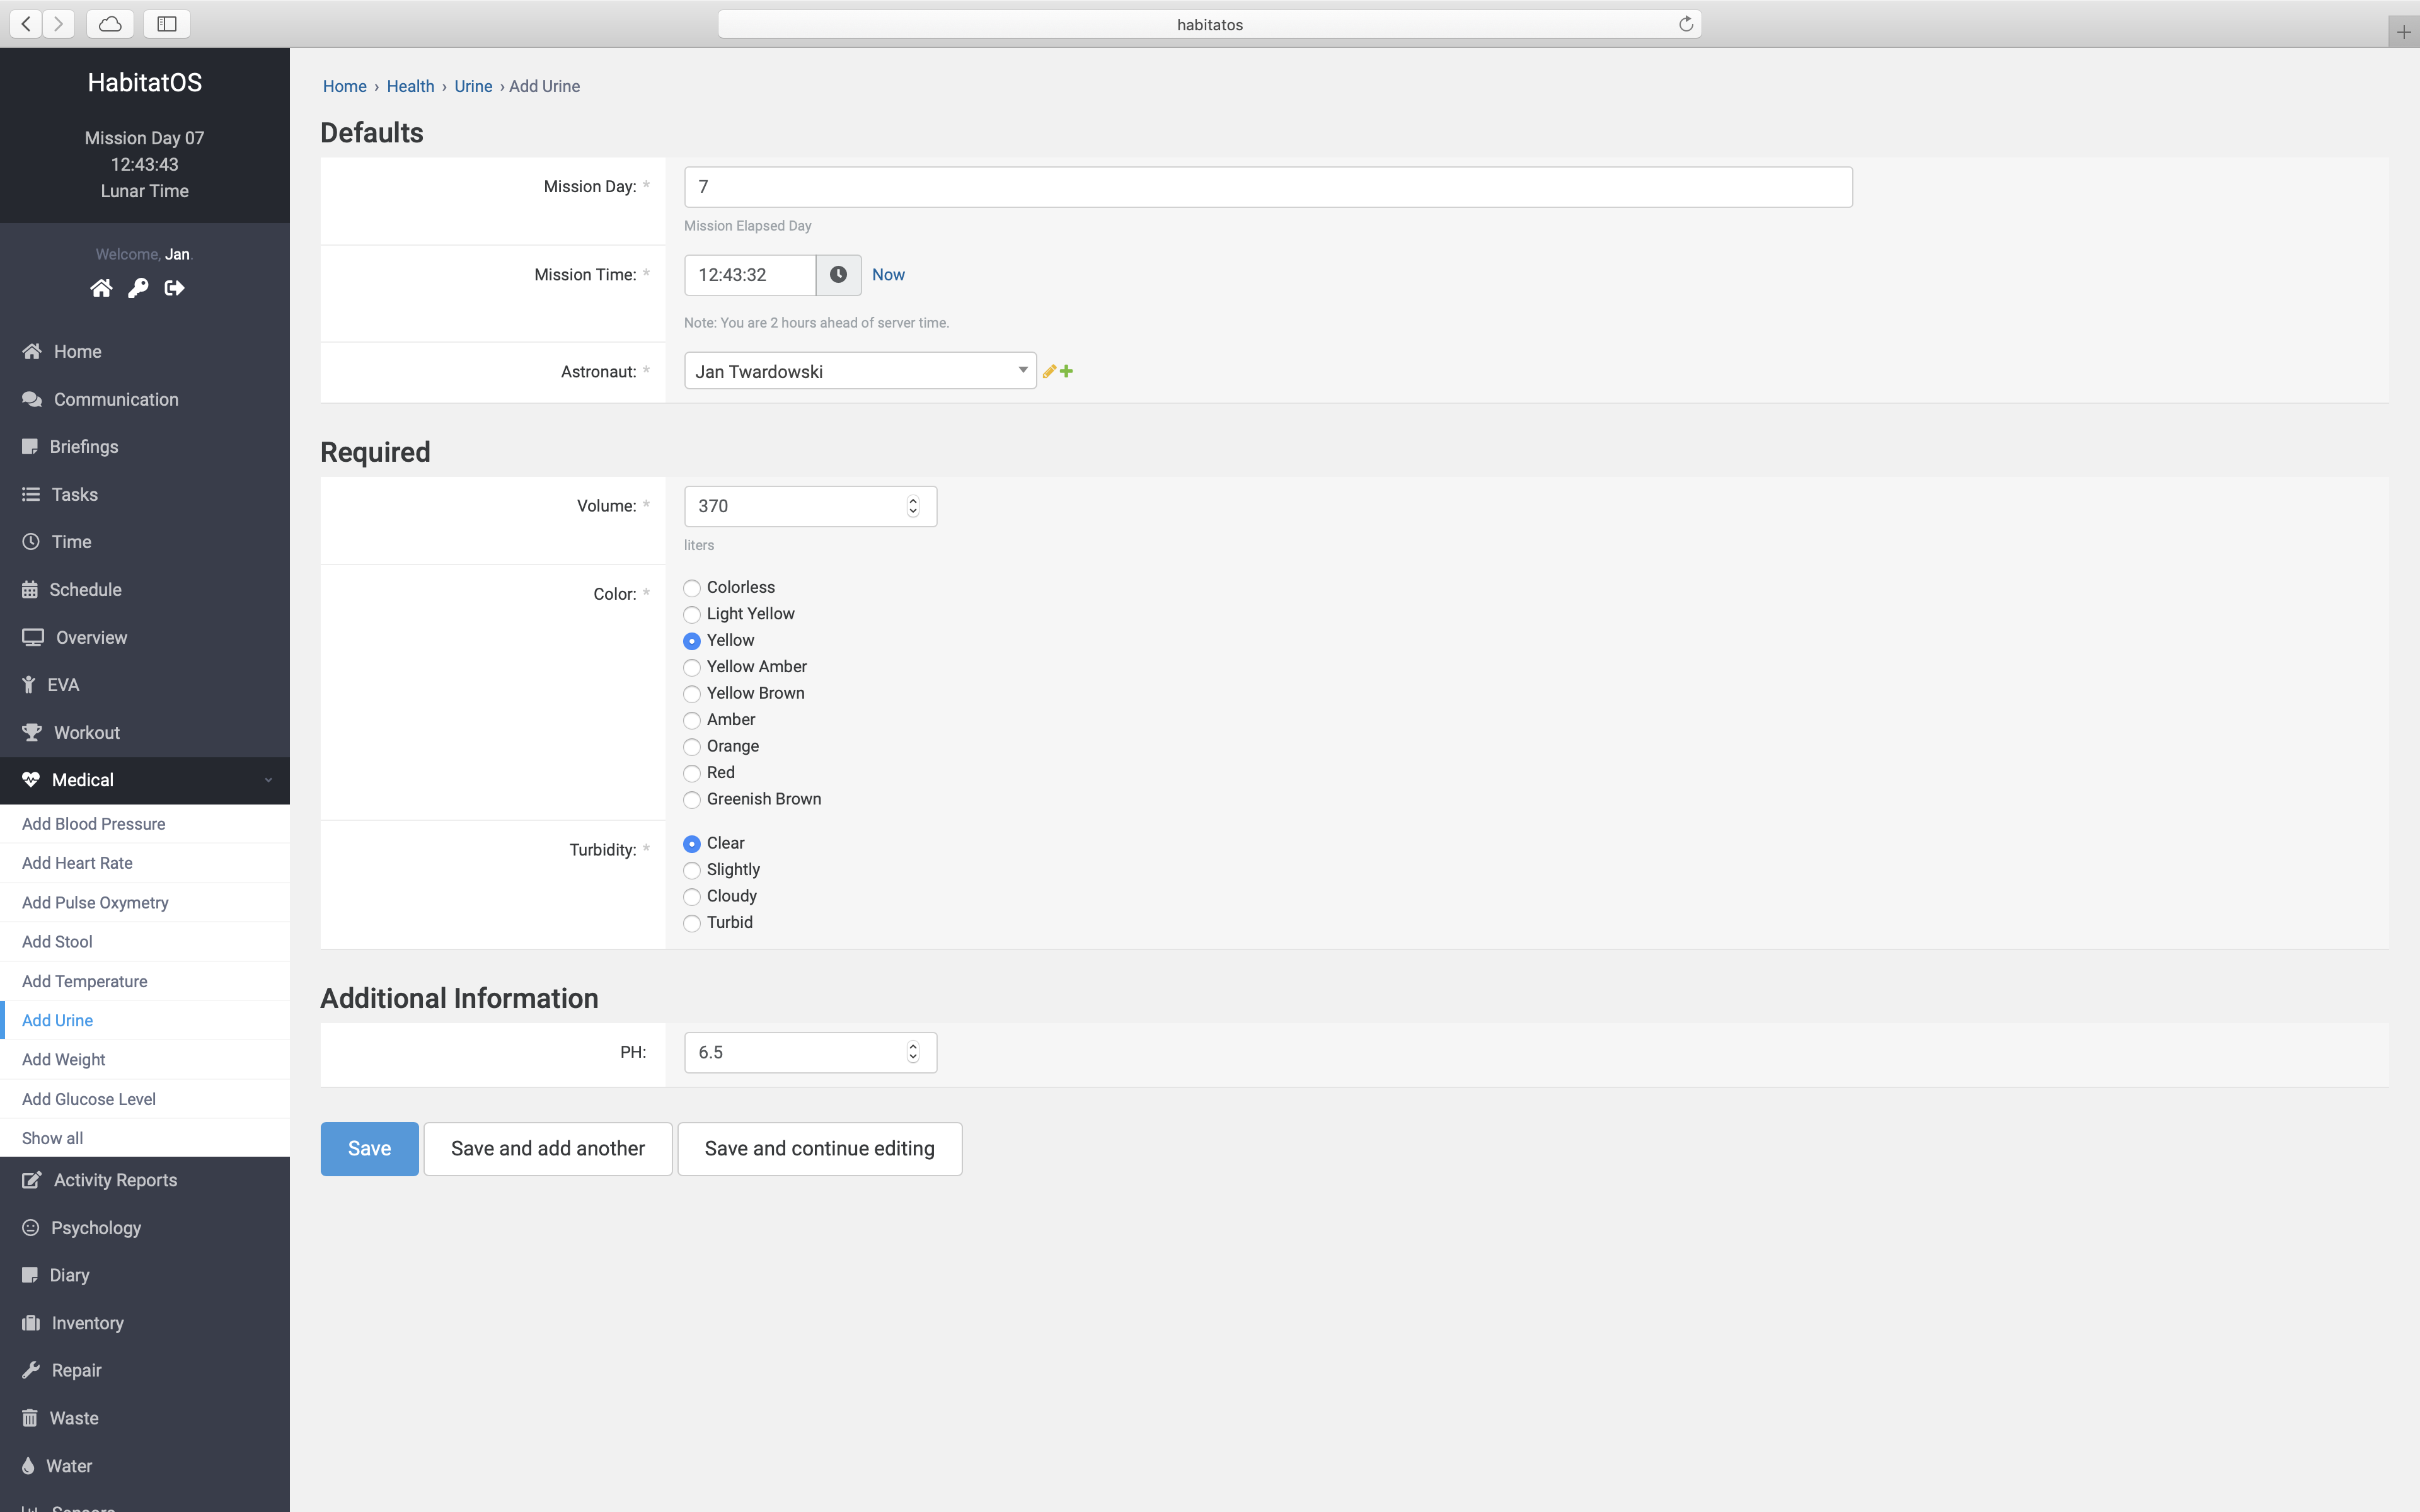 habitatos
HabitatOS
Mission Day 07
12:43:43
Lunar Time
Welcome, Jan.
Home
Communication
Briefings
Tasks
Time
Schedule
Overview
EVA
Workout
Medical
Add Blood Pressure
Add Heart Rate
Add Pulse Oxymetry
Add Stool
Add Temperature
Add Urine
Add Weight
Add Glucose Level
Show all
Activity Reports
Psychology
Diary
Inventory
Repair
Waste
Water
Home › Health › Urine › Add Urine
Defaults
Mission Day: * 7
Mission Elapsed Day
Mission Time: * 12:43:32 Now
Note: You are 2 hours ahead of server time.
Astronaut: * Jan Twardowski
Required
Volume: * 370
liters
Color: *
Colorless
Light Yellow
Yellow
Yellow Amber
Yellow Brown
Amber
Orange
Red
Greenish Brown
Turbidity: *
Clear
Slightly
Cloudy
Turbid
Additional Information
PH: 6.5
Save Save and add another Save and continue editing